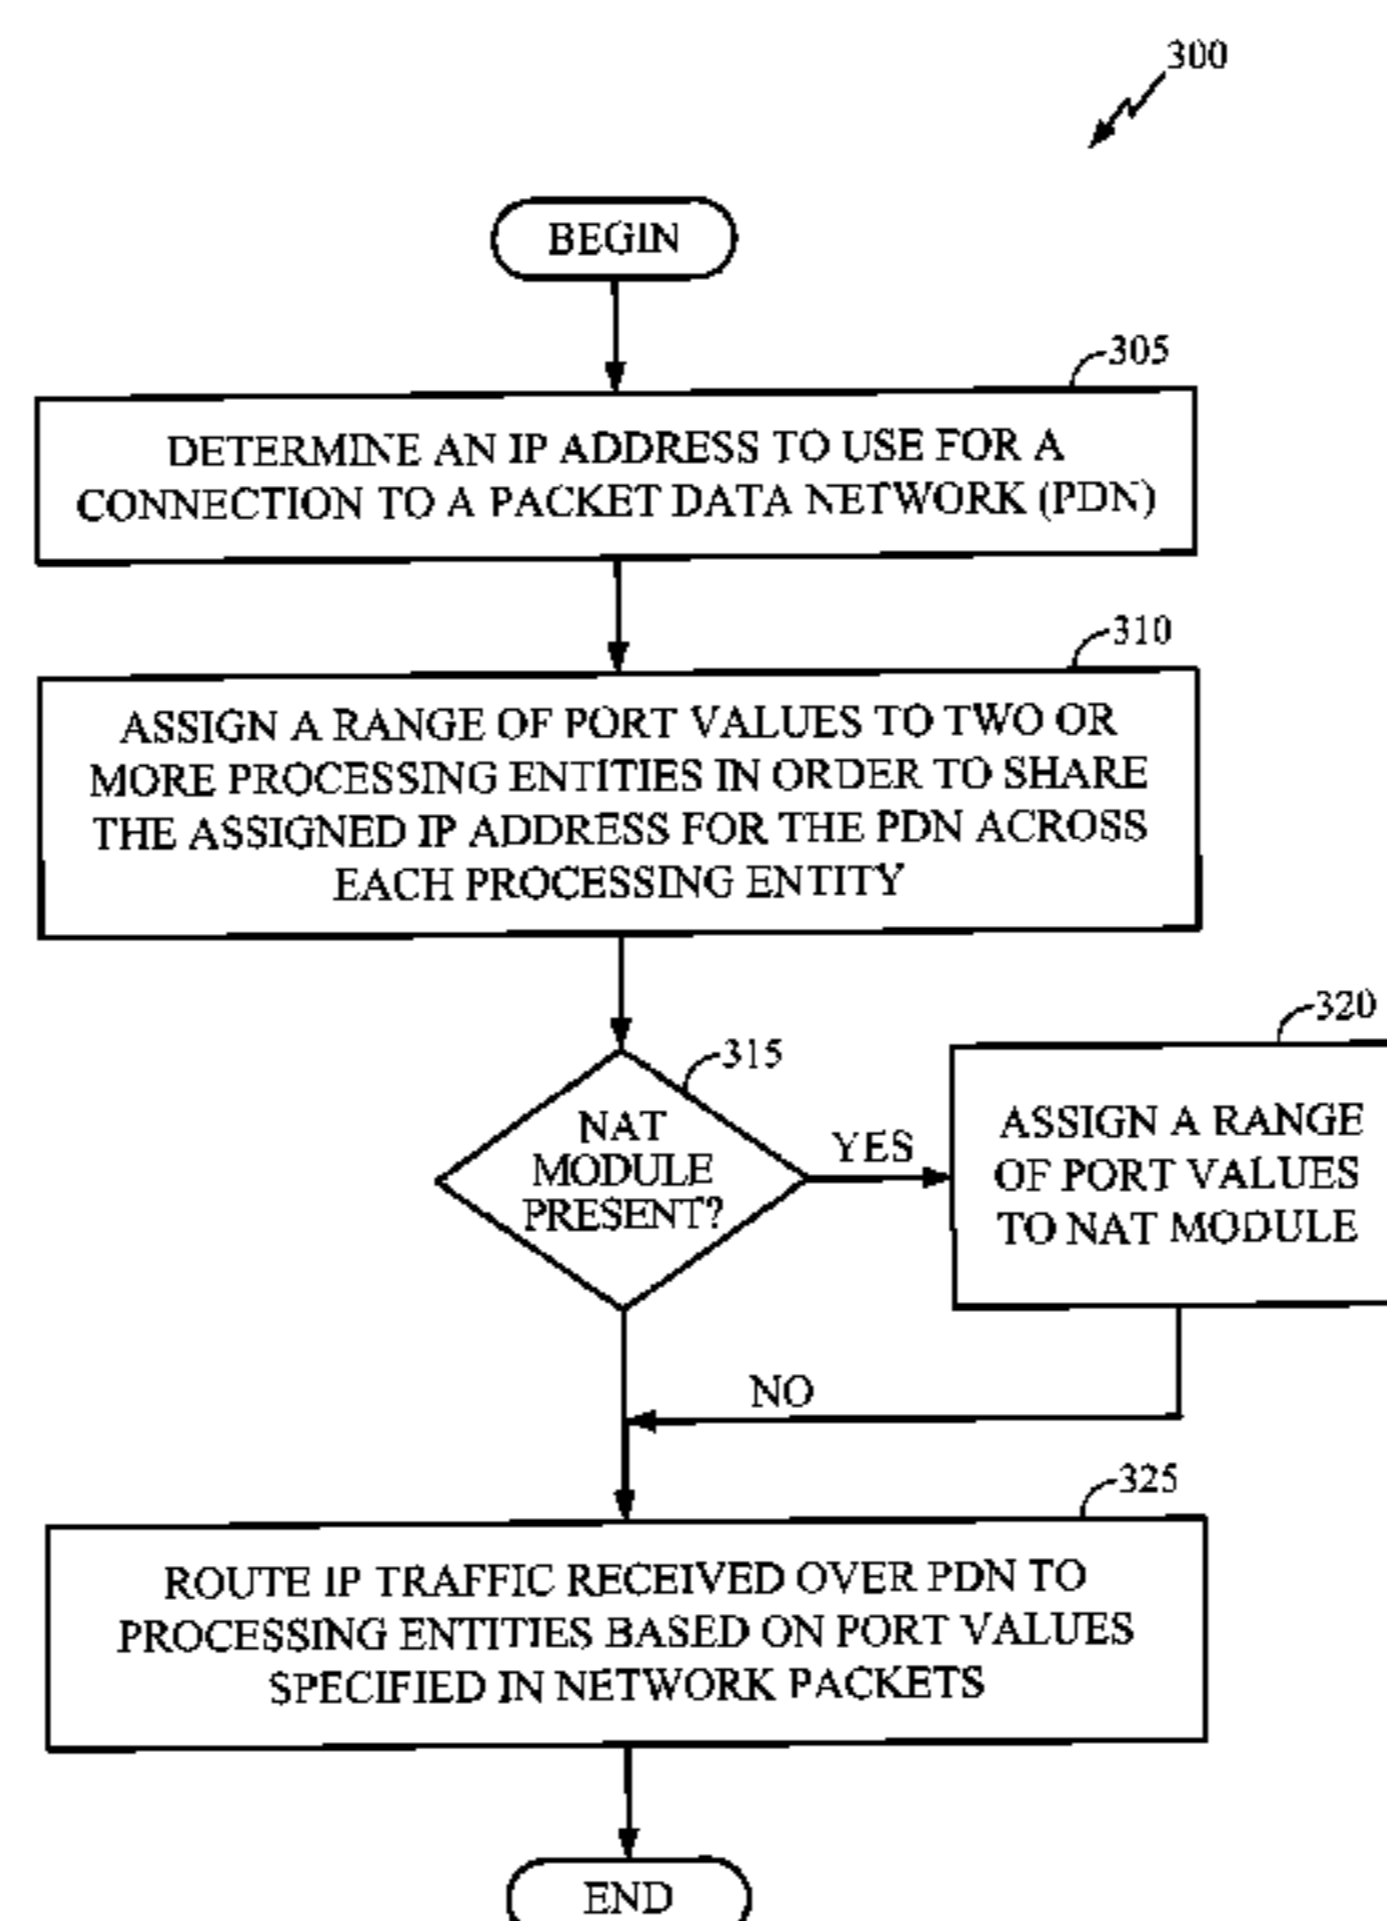 300
BEGIN
305
DETERMINE AN IP ADDRESS TO USE FOR A
CONNECTION TO A PACKET DATA NETWORK (PDN)
310
ASSIGN A RANGE OF PORT VALUES TO TWO OR
MORE PROCESSING ENTITIES IN ORDER TO SHARE
THE ASSIGNED IP ADDRESS FOR THE PDN ACROSS
EACH PROCESSING ENTITY
315
NAT
MODULE
PRESENT?
YES
320
ASSIGN A RANGE
OF PORT VALUES
TO NAT MODULE
NO
325
ROUTE IP TRAFFIC RECEIVED OVER PDN TO
PROCESSING ENTITIES BASED ON PORT VALUES
SPECIFIED IN NETWORK PACKETS
END